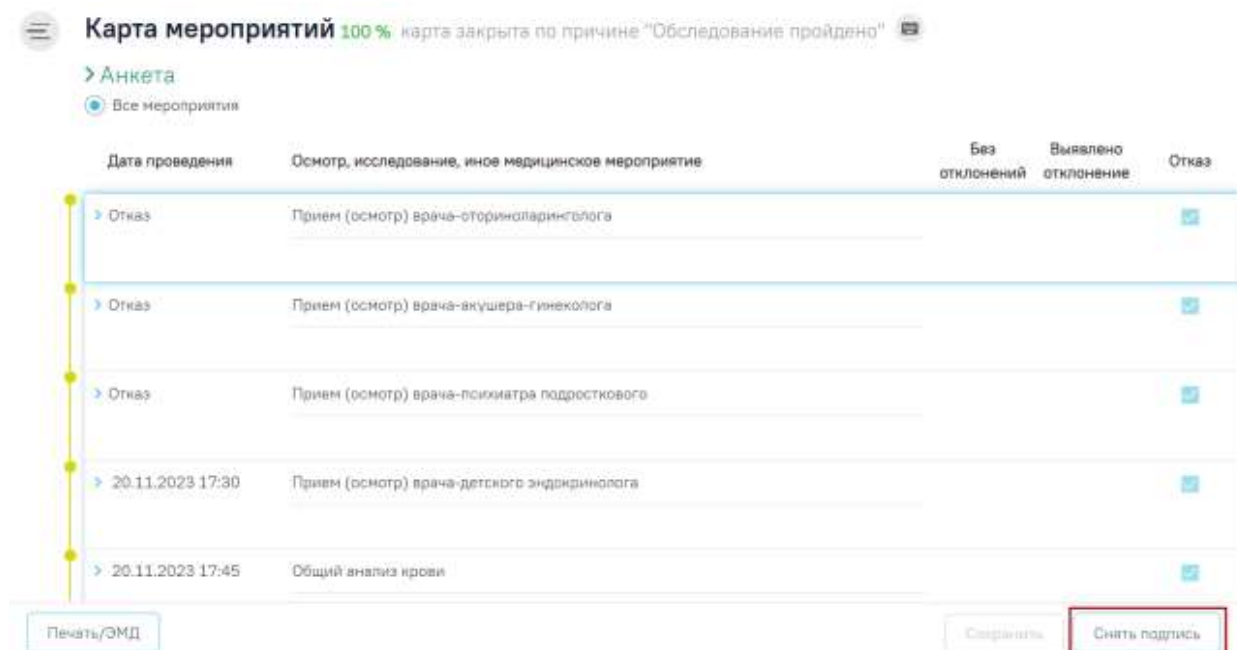 Карта мероприятий 100 % карта закрыта по причине "Обследование пройдено"
Анкета
Все мероприятия
Дата проведения Осмотр, исследование, иное медицинское мероприятие Без отклонений Выявлено отклонение Отказ
Отказ Прием (осмотр) врача-оториноларинголога
Отказ Прием (осмотр) врача-акушера-гинеколога
Отказ Прием (осмотр) врача-психиатра подросткового
20.11.2023 17:30 Прием (осмотр) врача-детского эндокринолога
20.11.2023 17:45 Общий анализ крови
Печать/ЭМД Сохранить Снять подпись